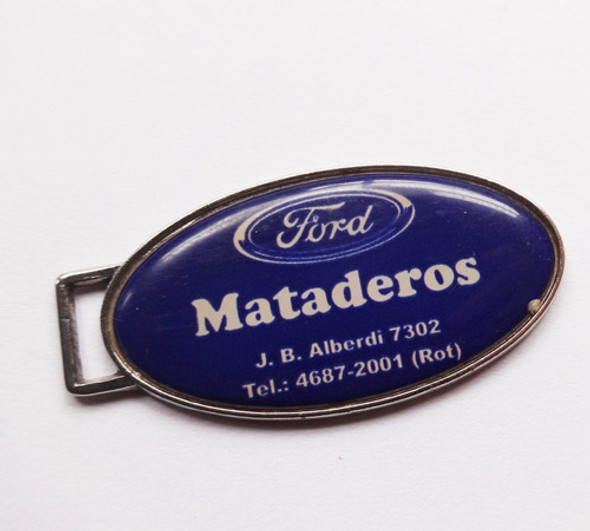 Ford
Mataderos
J. B. Alberdi 7302
Tel.: 4687-2001 (Rot)